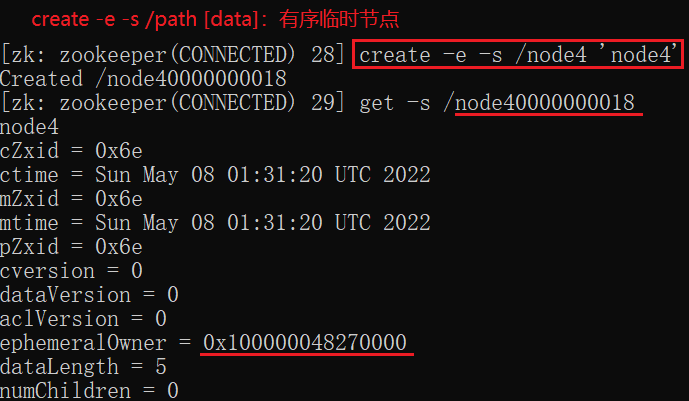 create -e -s /path [data]：有序临时节点
[zk: zookeeper(CONNECTED) 28] create -e -s /node4 'node4'
Created /node40000000018
[zk: zookeeper(CONNECTED) 29] get -s /node40000000018
node4
cZxid = 0x6e
ctime = Sun May 08 01:31:20 UTC 2022
mZxid = 0x6e
mtime = Sun May 08 01:31:20 UTC 2022
pZxid = 0x6e
cversion = 0
dataVersion = 0
aclVersion = 0
ephemeralOwner = 0x100000048270000
dataLength = 5
numChildren = 0